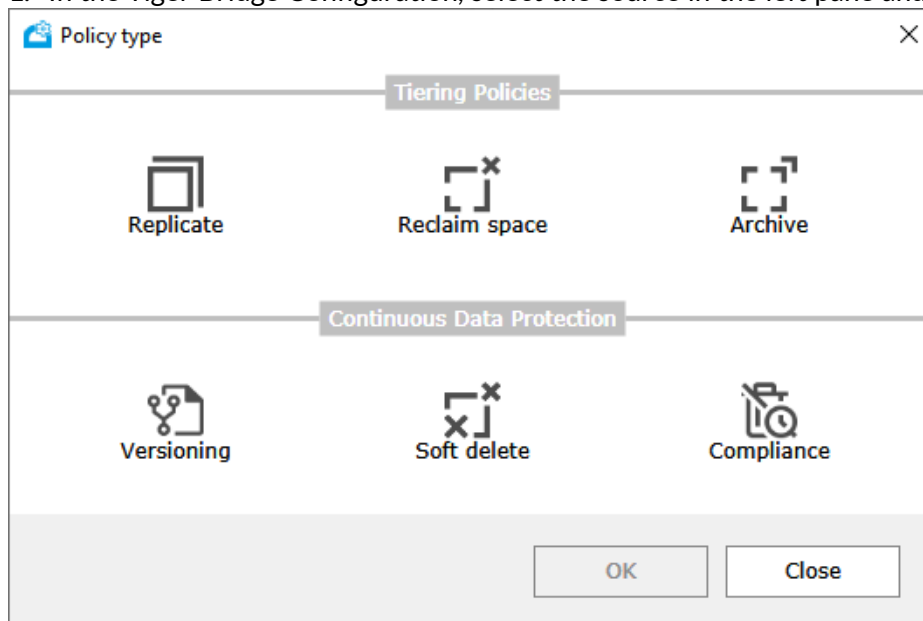 Policy type
Tiering Policies
Replicate
Reclaim space
Archive
Continuous Data Protection
Versioning
Soft delete
Compliance
OK
Close